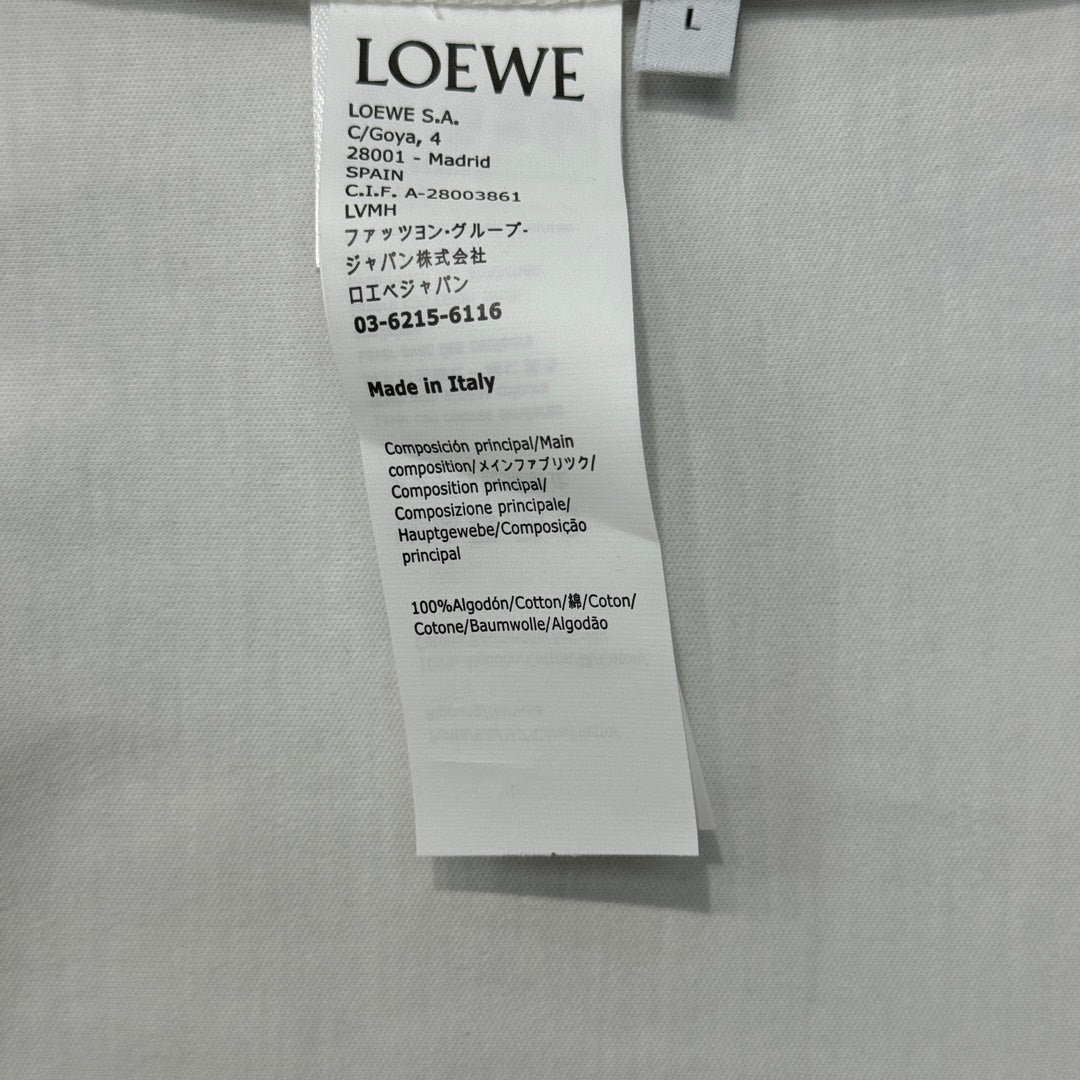 LOEWE
L
LOEWE S.A.
C/Goya, 4
28001 - Madrid
SPAIN
C.I.F. A-28003861
LVMH
ファッツヨン・グループ-
ジャパン株式会社
ロエベジャパン
03-6215-6116
Made in Italy
Composición principal/Main
composition/メインファブリツク/
Composition principal/
Composizione principale/
Hauptgewebe/Composição
principal
100%Algodón/Cotton/綿/Coton/
Cotone/Baumwolle/Algodão